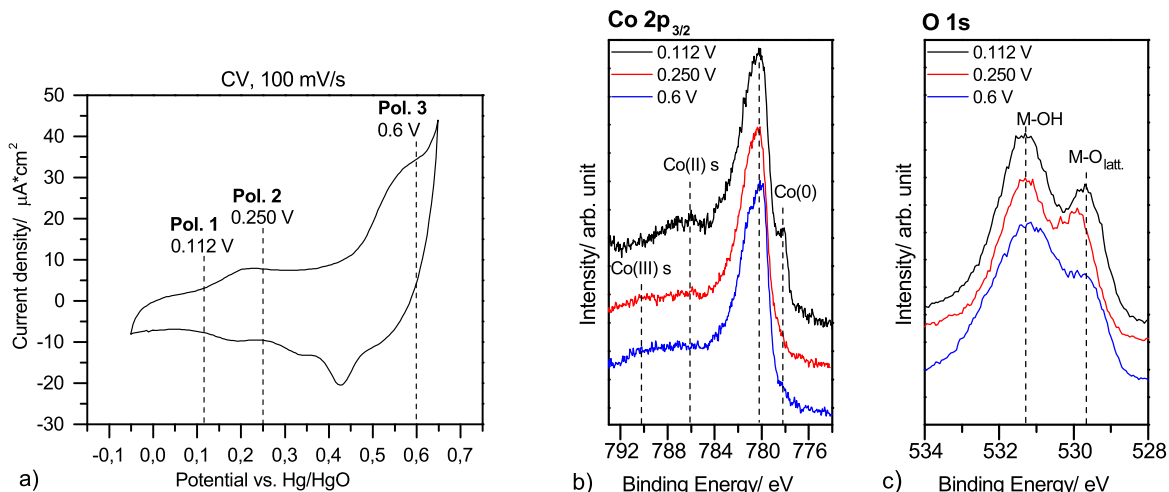 CV, 100 mV/s
50
40
30
20
10
0
-10
-20
-30
Current density/ μA*cm²
Pol. 1
0.112 V
Pol. 2
0.250 V
Pol. 3
0.6 V
-0,1 0,0 0,1 0,2 0,3 0,4 0,5 0,6 0,7
Potential vs. Hg/HgO
a)
Co 2p3/2
0.112 V
0.250 V
0.6 V
Co(II) s
Co(0)
Co(III) s
Intensity/ arb. unit
792 788 784 780 776
Binding Energy/ eV
b)
O 1s
0.112 V
0.250 V
0.6 V
M-OH
M-Olatt.
Intensity/ arb. unit
534 532 530 528
Binding Energy/ eV
c)